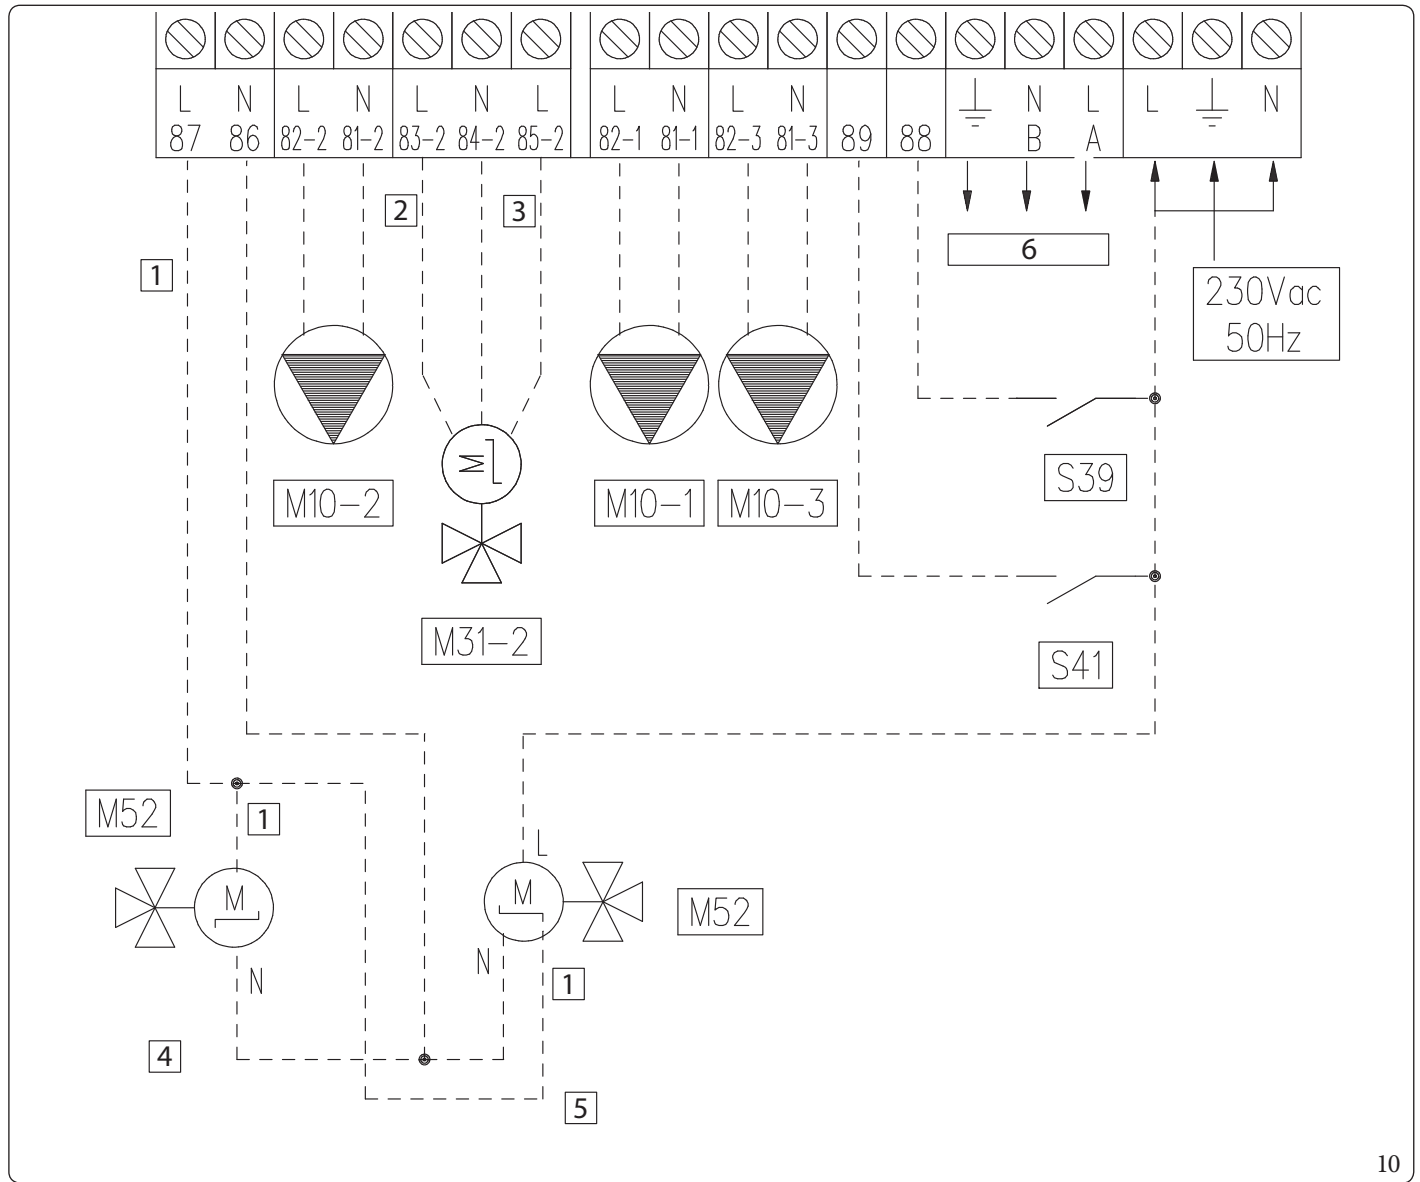 L N L N L N L L N L N N L L N
87 86 82-2 81-2 83-2 84-2 85-2 82-1 81-1 82-3 81-3 89 88 B A
2 3
6
1
230Vac
50Hz
S39
M10-2 M10-1 M10-3
M
M31-2
S41
M52
1
L
M M
M52
N N
1
4
5
10